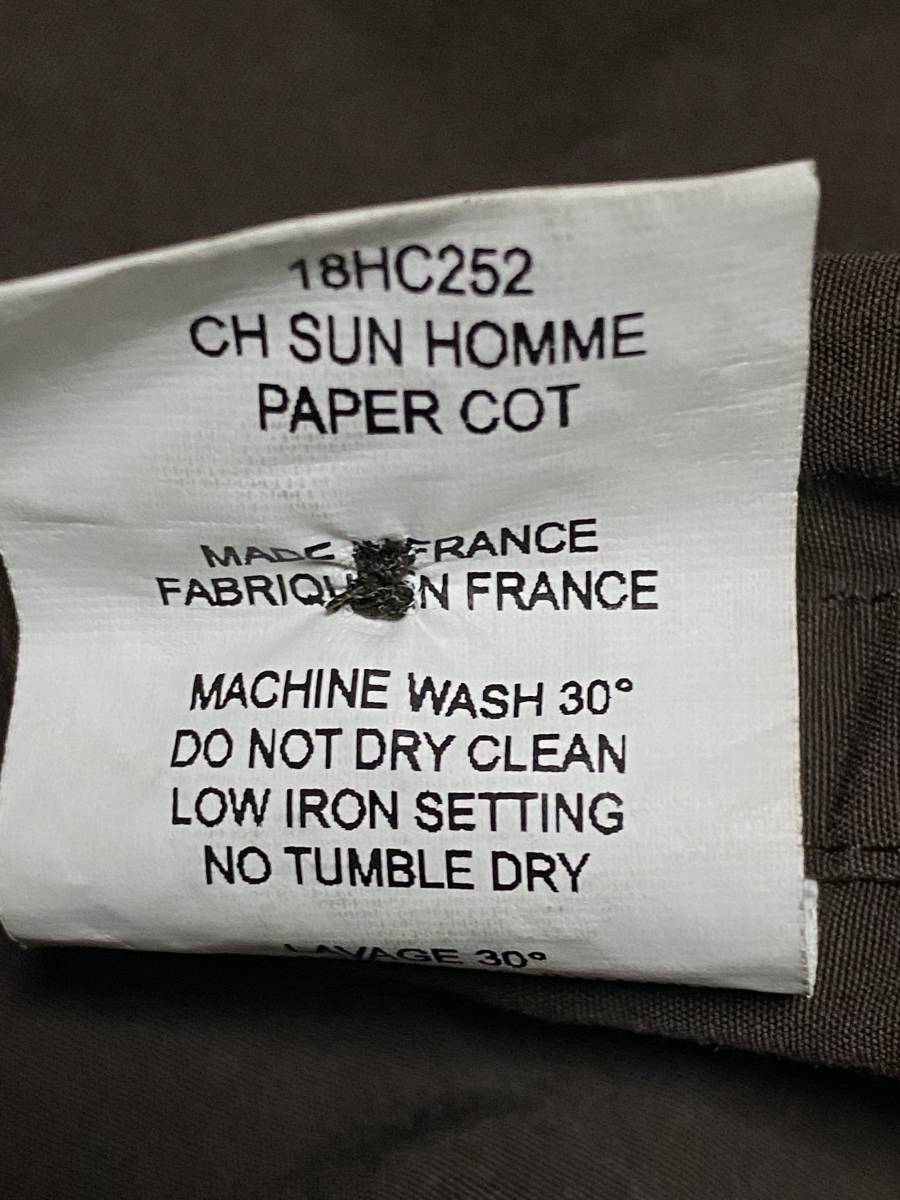 18HC252
CH SUN HOMME
PAPER COT
MADE FRANCE
FRANCE
MACHINE WASH 30°
DO NOT DRY CLEAN
LOW IRON SETTING
NO TUMBLE DRY
LAVAGE 30°